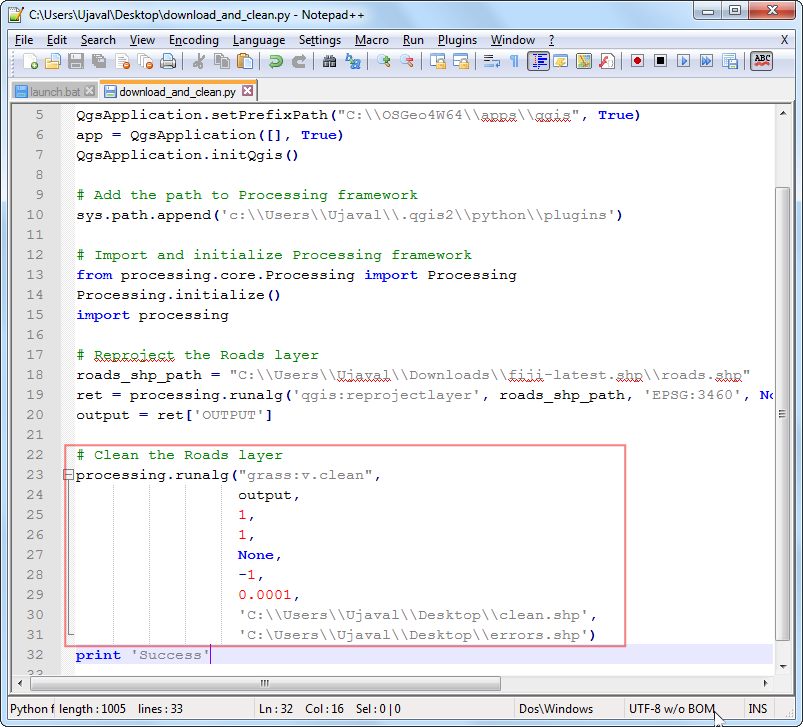 C:\Users\Ujaval\Desktop\download_and_clean.py - Notepad++
File Edit Search View Encoding Language Settings Macro Run Plugins Window ? X
ABC
launch.bat download_and_clean.py
5 QgsApplication.setPrefixPath("C:\\OSGeo4W64\\apps\\qgis", True)
6 app = QgsApplication([], True)
7 QgsApplication.initQgis()
8
9 # Add the path to Processing framework
10 sys.path.append('c:\\Users\\Ujaval\\.qgis2\\python\\plugins')
11
12 # Import and initialize Processing framework
13 from processing.core.Processing import Processing
14 Processing.initialize()
15 import processing
16
17 # Reproject the Roads layer
18 roads_shp_path = "C:\\Users\\Ujaval\\Downloads\\fiji-latest.shp\\roads.shp"
19 ret = processing.runalg('qgis:reprojectlayer', roads_shp_path, 'EPSG:3460', No
20 output = ret['OUTPUT']
21
22 # Clean the Roads layer
23 processing.runalg("grass:v.clean",
24 output,
25 1,
26 1,
27 None,
28 -1,
29 0.0001,
30 'C:\\Users\\Ujaval\\Desktop\\clean.shp',
31 'C:\Users\\Ujaval\\Desktop\\errors.shp')
32 print 'Success'
33
Python f length : 1005 lines : 33 Ln : 32 Col : 16 Sel : 0 | 0 Dos\Windows UTF-8 w/o BOM INS